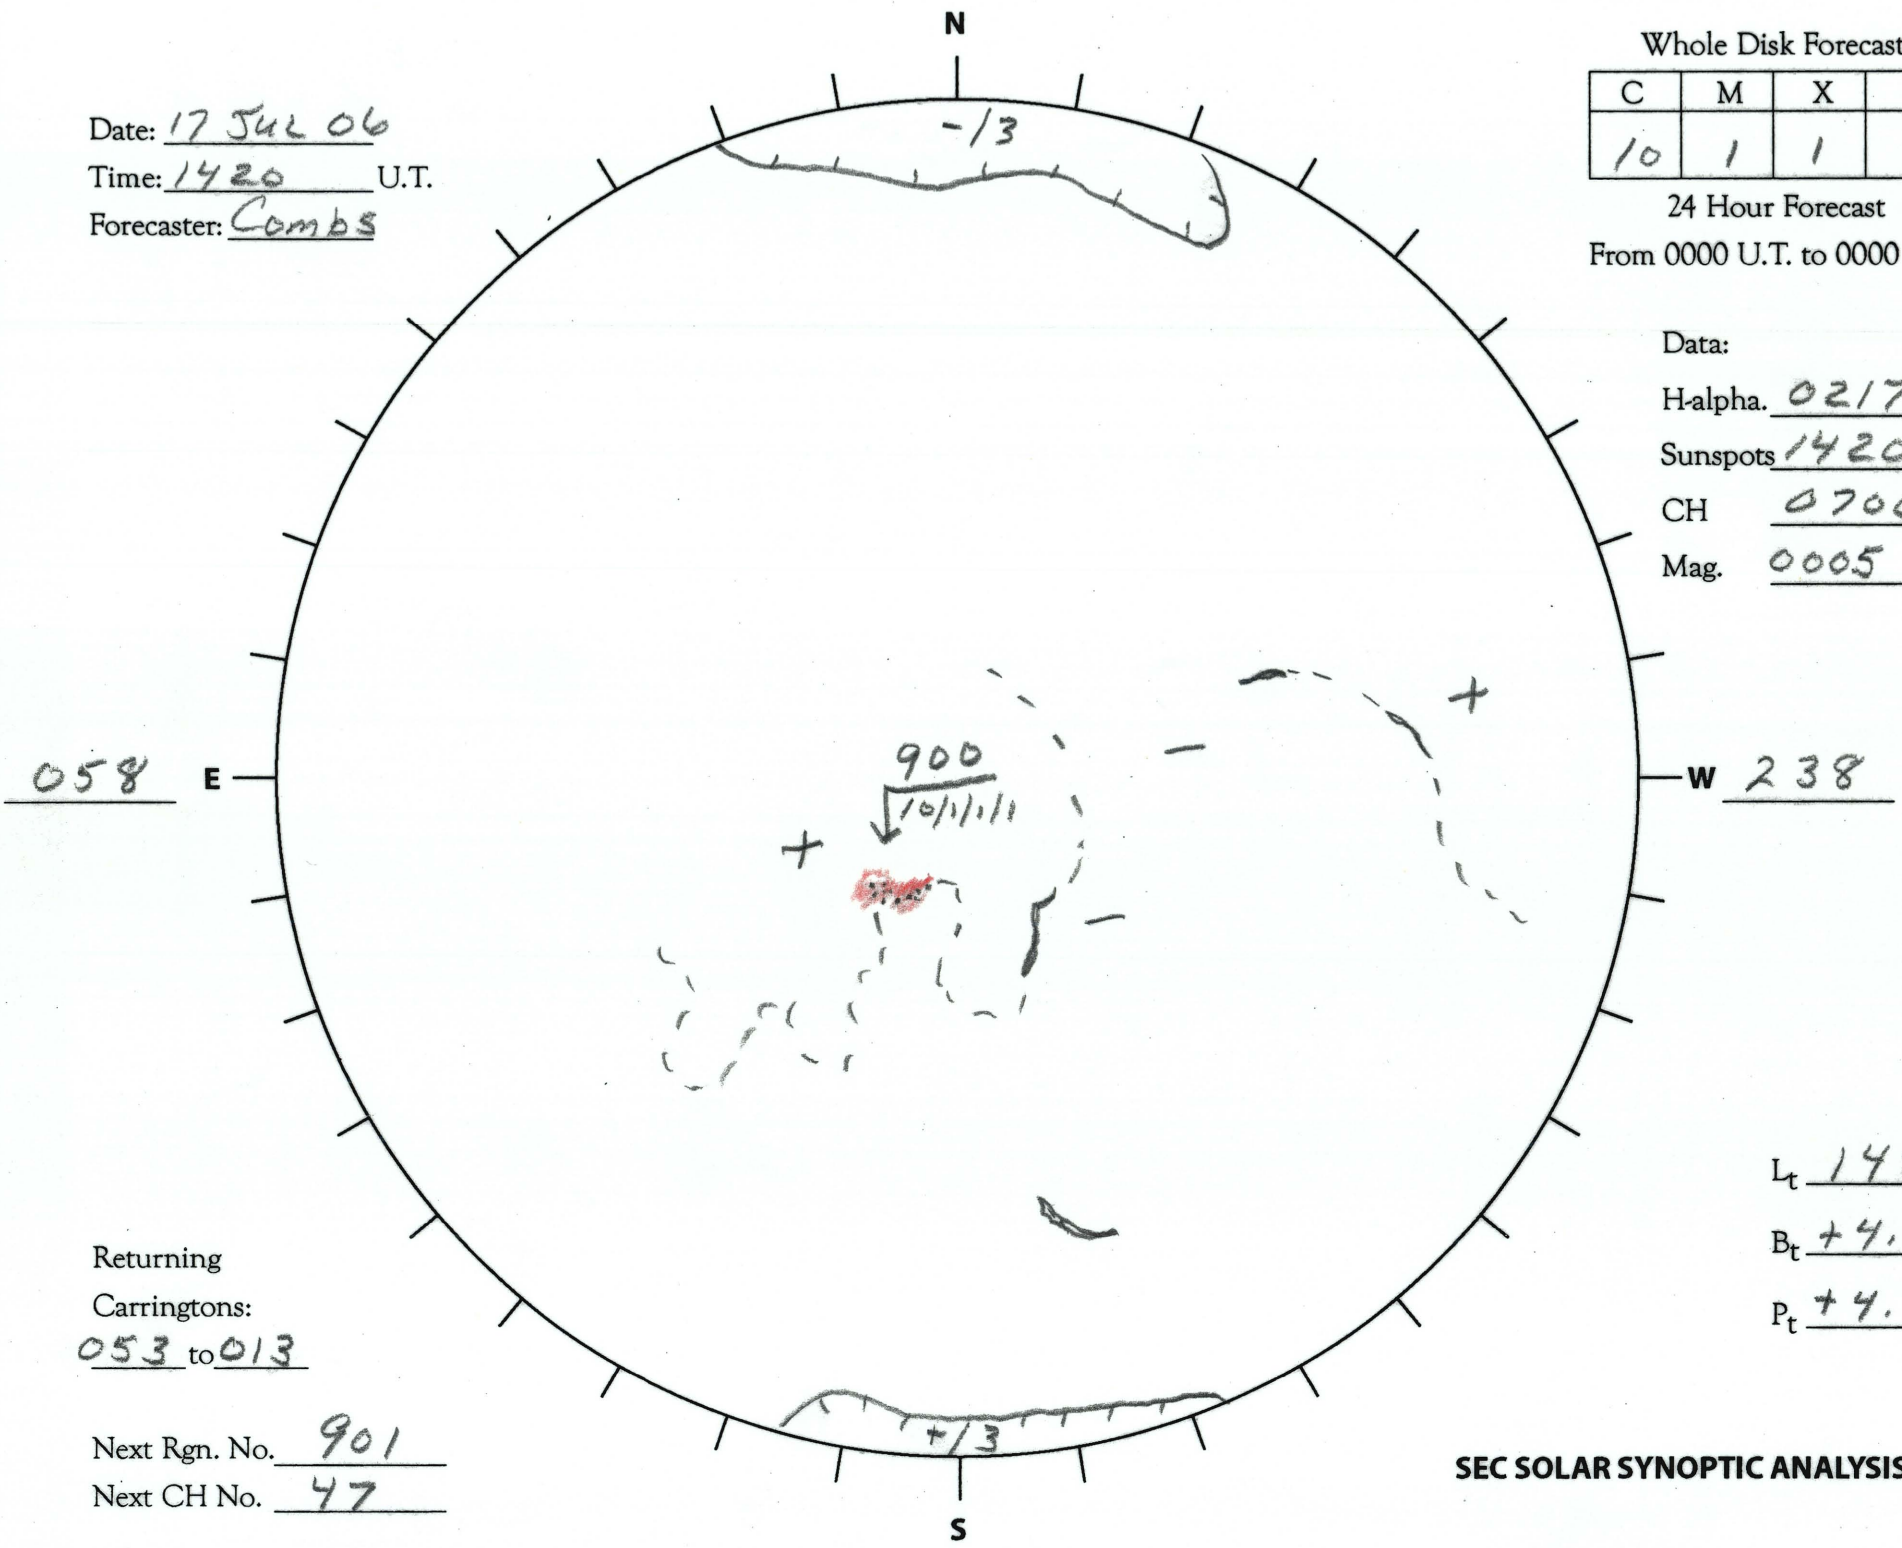 N
Date: 17 JUL 06
Time: 1420 U.T.
Forecaster: Combs
Whole Disk Forecast
C M X
10 1 1
24 Hour Forecast
From 0000 U.T. to 0000
-/3
Data:
H-alpha. 0217
Sunspots 1420
CH 0700
Mag. 0005
+
-
058 E
900
10/1/1/1
W 238
+
-
Lt 14
Bt +4.
Pt +4.
Returning
Carringtons:
053 to 013
+/3
Next Rgn. No. 901
Next CH No. 47
SEC SOLAR SYNOPTIC ANALYSIS
S